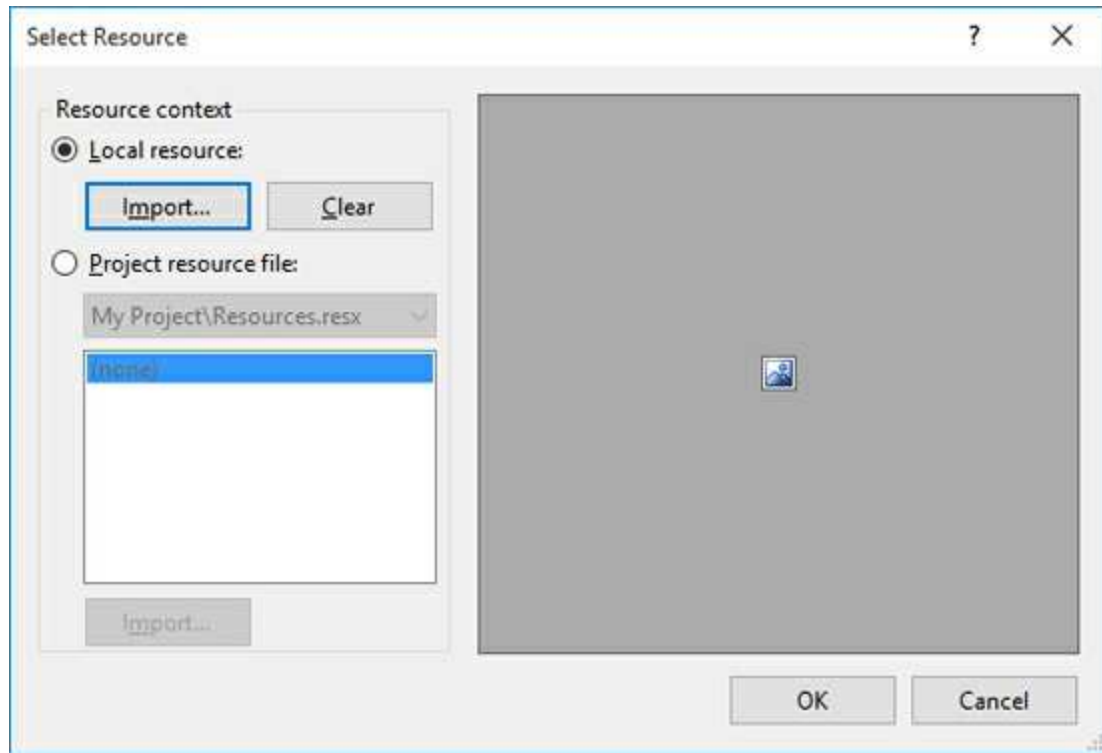 Select Resource ?
Resource context
Local resource:
Import... Clear
Project resource file:
My Project\Resources.resx
(none)
Import...
OK Cancel